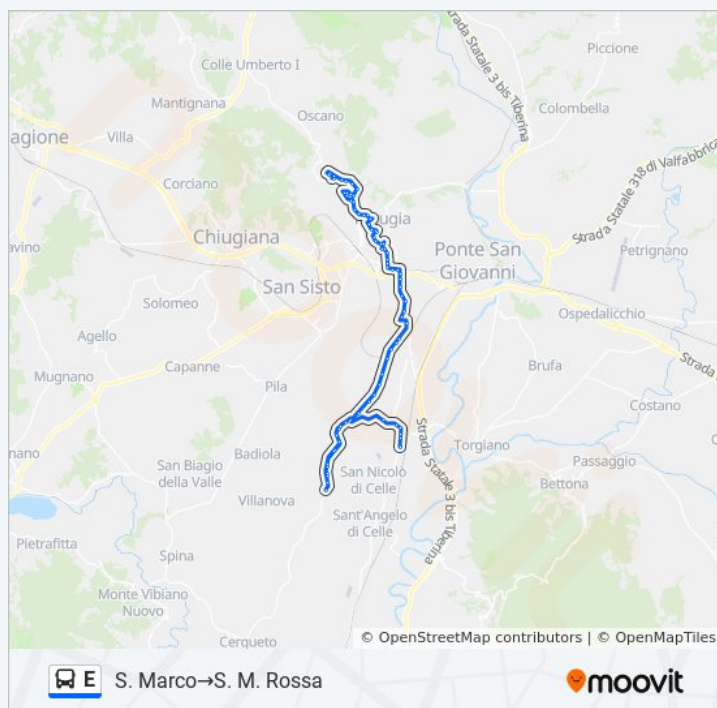 Strada Statale 3 bis Tiberina
Piccione
Colle Umberto I
Mantignana
Oscano
Colombella
agione
Villa
Corciano
Strada Statale 318 di Valfabbrica
ugia
Chiugiana
Ponte San
Giovanni
Petrignano
avino
San Sisto
Solomeo
Ospedalicchio
Agello
Strada Statale
Capanne
Brufa
Mugnano
Pila
Costano
nano
Badiola
Strada Statale 3 bis Tiberina
Torgiano
San Biagio
della Valle
San Nicolo
di Celle
Passaggio
Bettona
Villanova
Sant'Angelo
di Celle
Pietrafitta
Spina
Monte Vibiano
Nuovo
Cerqueto
© OpenStreetMap contributors | © OpenMapTiles
E S. Marco→S. M. Rossa
moovit